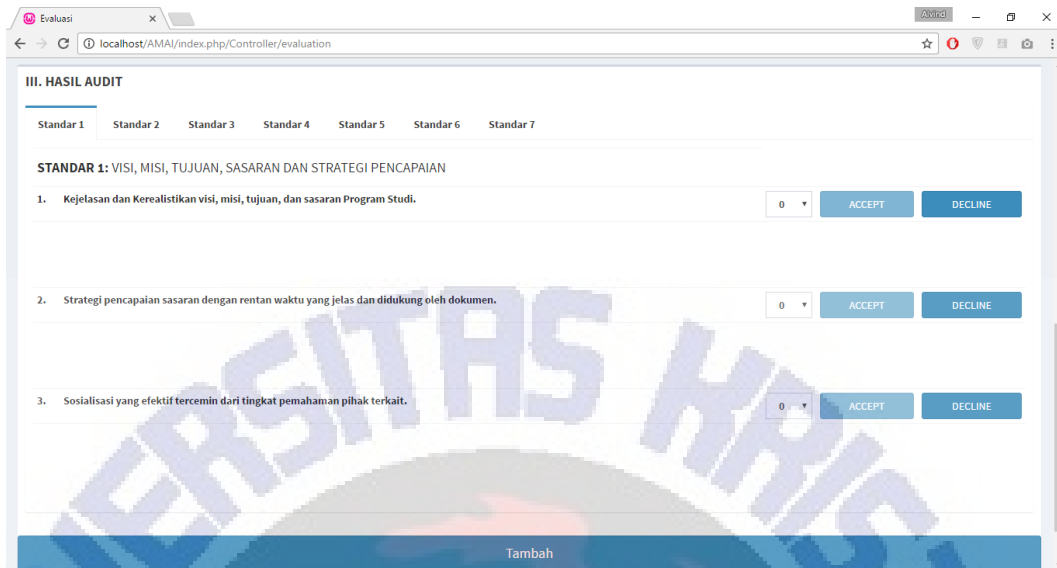 Evaluasi
Alvind
localhost/AMAI/index.php/Controller/evaluation
III. HASIL AUDIT
Standar 1 Standar 2 Standar 3 Standar 4 Standar 5 Standar 6 Standar 7
STANDAR 1: VISI, MISI, TUJUAN, SASARAN DAN STRATEGI PENCAPAIAN
1. Kejelasan dan Kerealistikan visi, misi, tujuan, dan sasaran Program Studi. 0 ACCEPT DECLINE
2. Strategi pencapaian sasaran dengan rentan waktu yang jelas dan didukung oleh dokumen. 0 ACCEPT DECLINE
3. Sosialisasi yang efektif tercemin dari tingkat pemahaman pihak terkait. 0 ACCEPT DECLINE
Tambah
ERSITAS KRIS